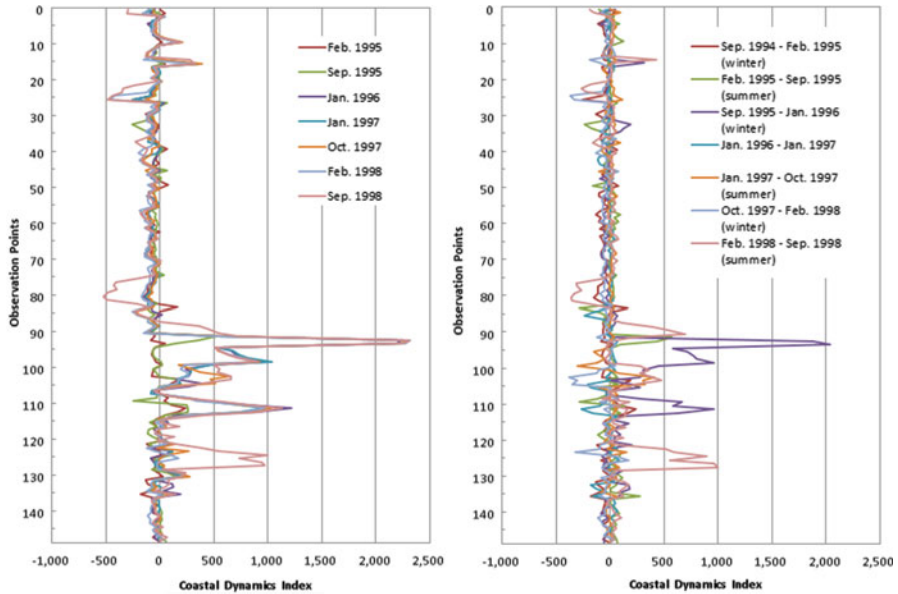 0
10
20
30
40
50
60
70
80
90
100
110
120
130
140
Observation Points
-1,000
-500
0
500
1,000
1,500
2,000
2,500
Coastal Dynamics Index
Feb. 1995
Sep. 1995
Jan. 1996
Jan. 1997
Oct. 1997
Feb. 1998
Sep. 1998
0
10
20
30
40
50
60
70
80
90
100
110
120
130
140
Observation Points
-1,000
-500
0
500
1,000
1,500
2,000
2,500
Coastal Dynamics Index
Sep. 1994 - Feb. 1995
(winter)
Feb. 1995 - Sep. 1995
(summer)
Sep. 1995 - Jan. 1996
(winter)
Jan. 1996 - Jan. 1997
Jan. 1997 - Oct. 1997
(summer)
Oct. 1997 - Feb. 1998
(winter)
Feb. 1998 - Sep. 1998
(summer)